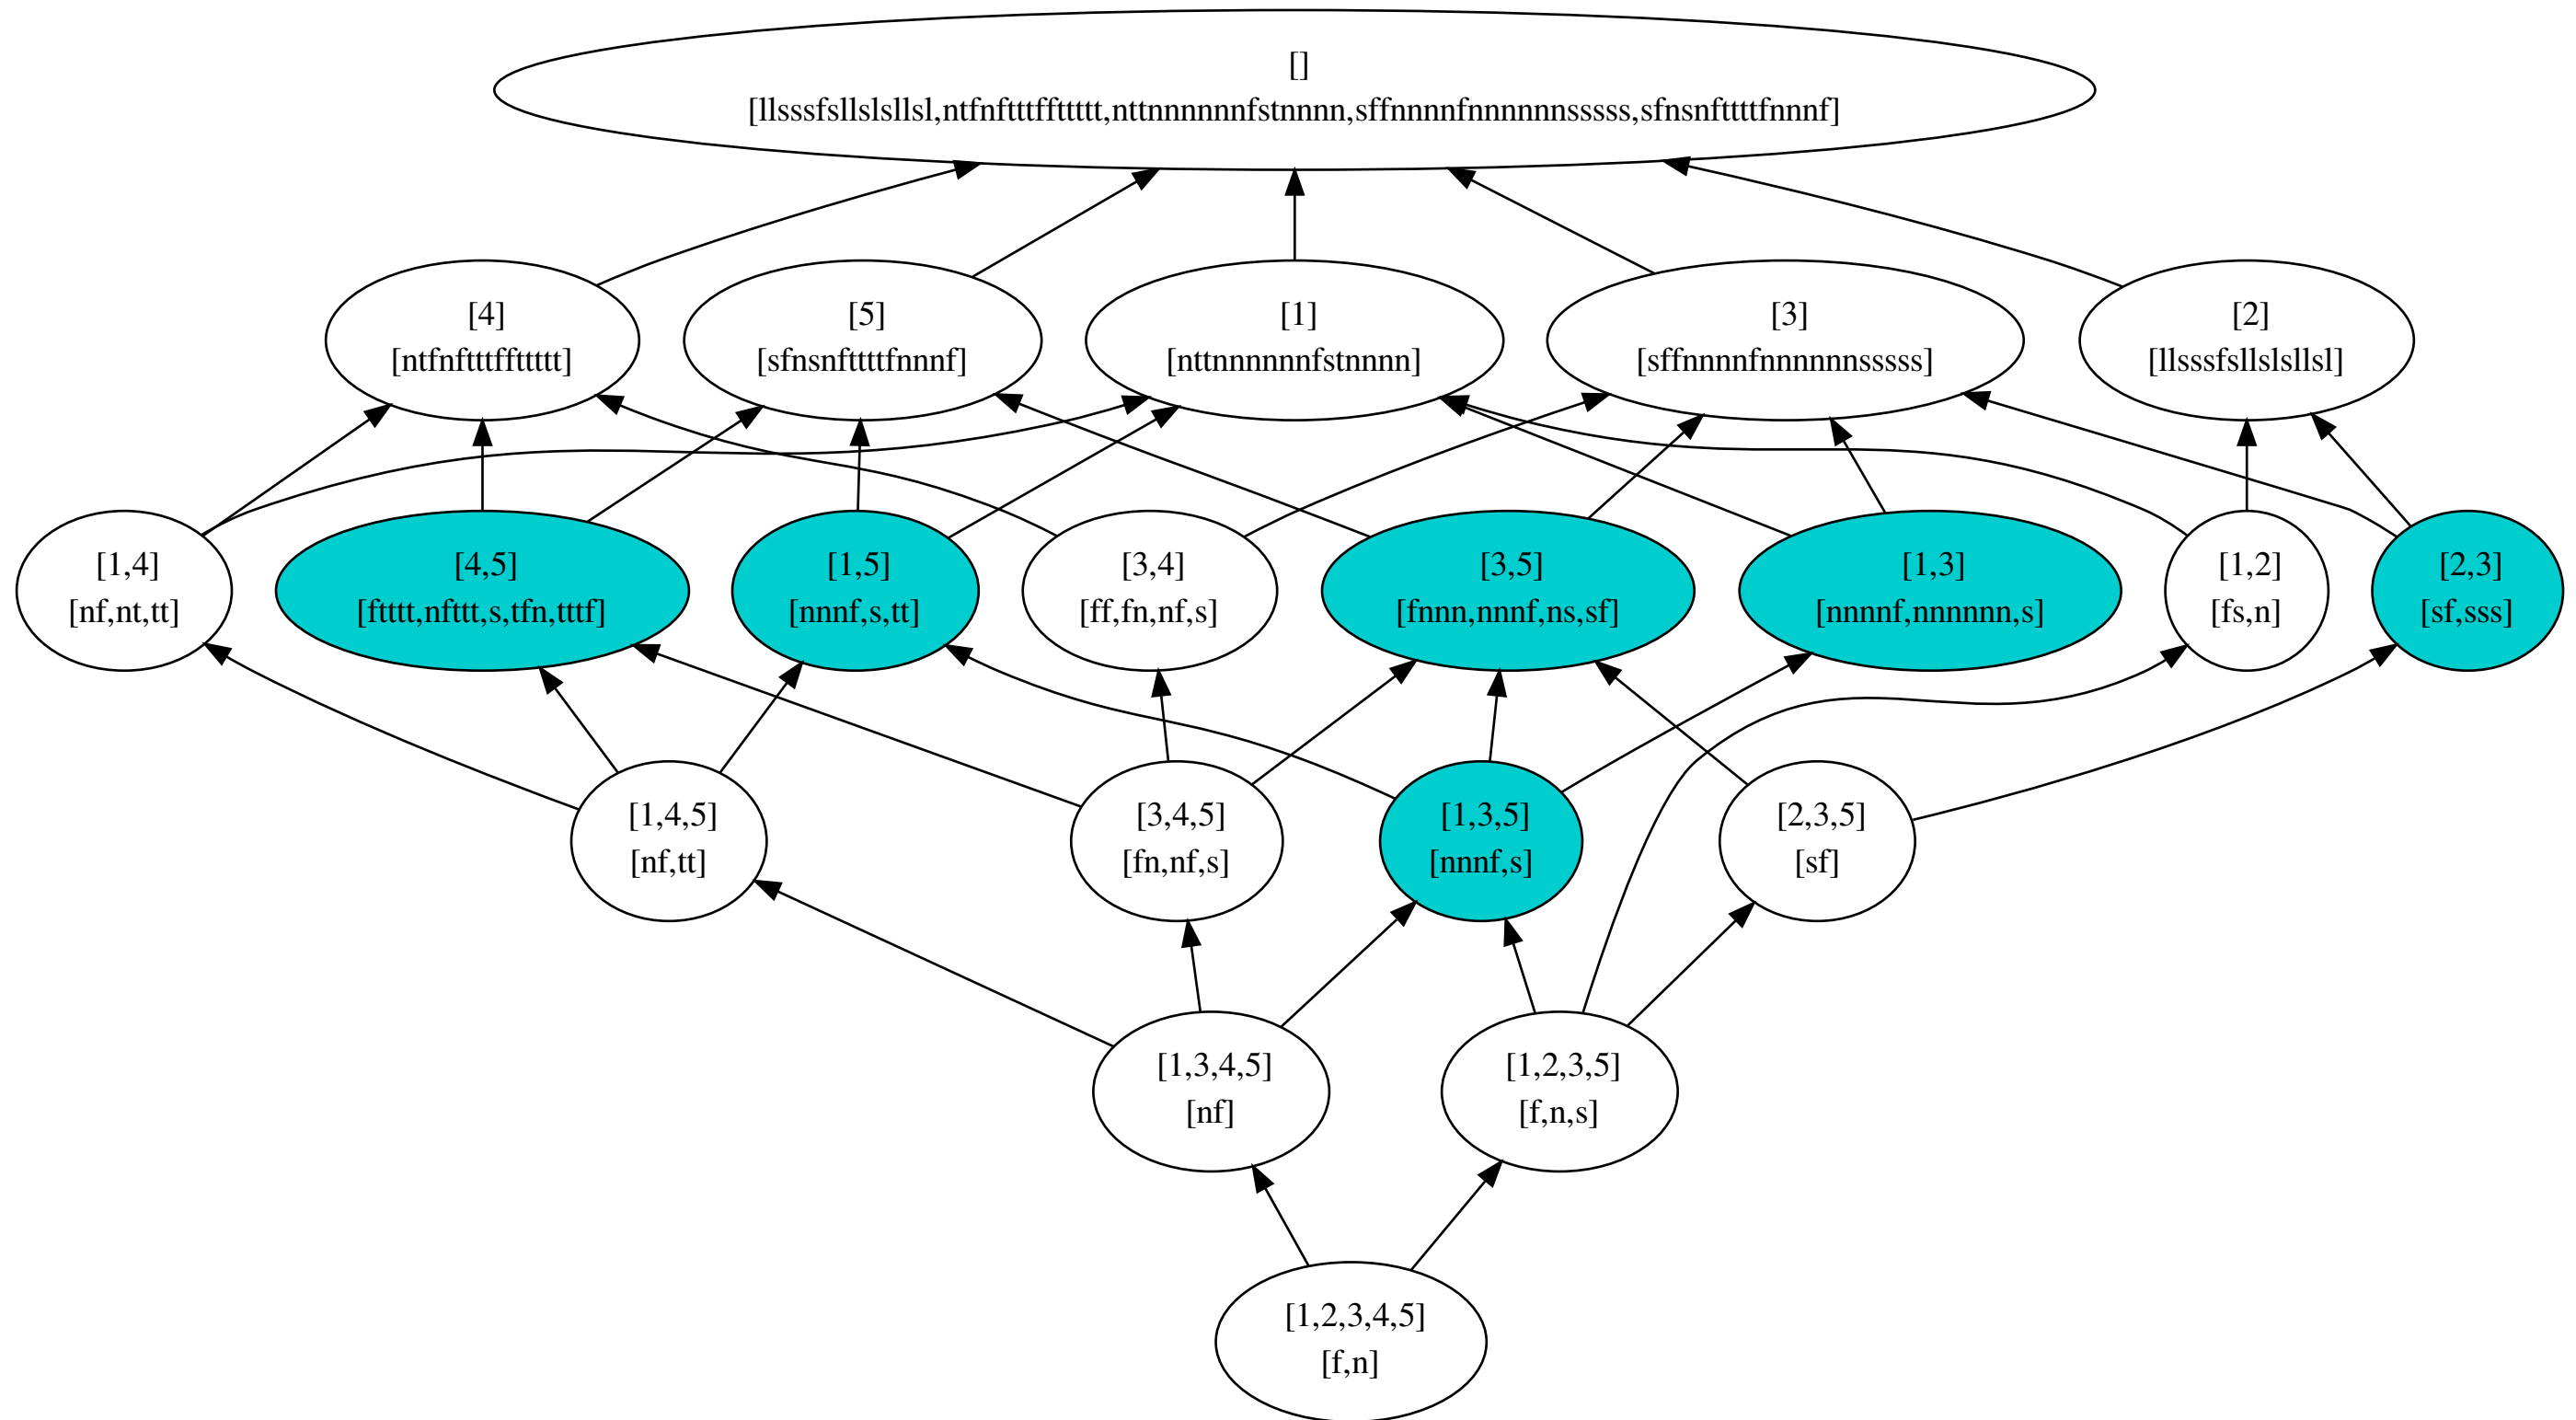 []
[llsssfsllslsllsl,ntfnftttffttttt,nttnnnnnnfstnnnn,sffnnnnfnnnnnnsssss,sfnsnfttttfnnnf]
[4]
[ntfnftttffttttt]
[5]
[sfnsnfttttfnnnf]
[1]
[nttnnnnnnfstnnnn]
[3]
[sffnnnnfnnnnnnsssss]
[2]
[llsssfsllslsllsl]
[1,4]
[nf,nt,tt]
[4,5]
[ftttt,nfttt,s,tfn,tttf]
[1,5]
[nnnf,s,tt]
[3,4]
[ff,fn,nf,s]
[3,5]
[fnnn,nnnf,ns,sf]
[1,3]
[nnnnf,nnnnnn,s]
[1,2]
[fs,n]
[2,3]
[sf,sss]
[1,4,5]
[nf,tt]
[3,4,5]
[fn,nf,s]
[1,3,5]
[nnnf,s]
[2,3,5]
[sf]
[1,3,4,5]
[nf]
[1,2,3,5]
[f,n,s]
[1,2,3,4,5]
[f,n]